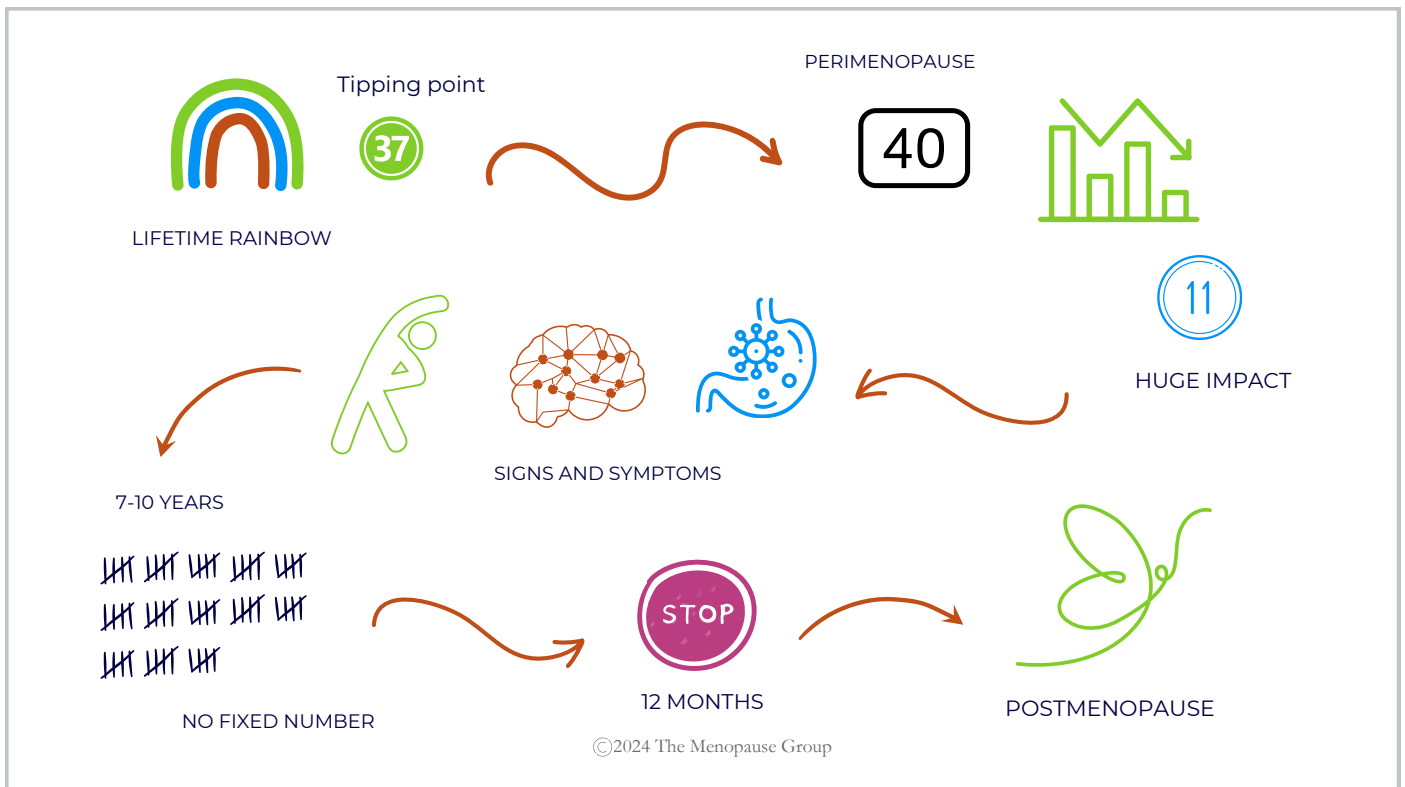 Tipping point
37
LIFETIME RAINBOW
PERIMENOPAUSE
40
11
HUGE IMPACT
SIGNS AND SYMPTOMS
7-10 YEARS
NO FIXED NUMBER
STOP
12 MONTHS
POSTMENOPAUSE
©2024 The Menopause Group